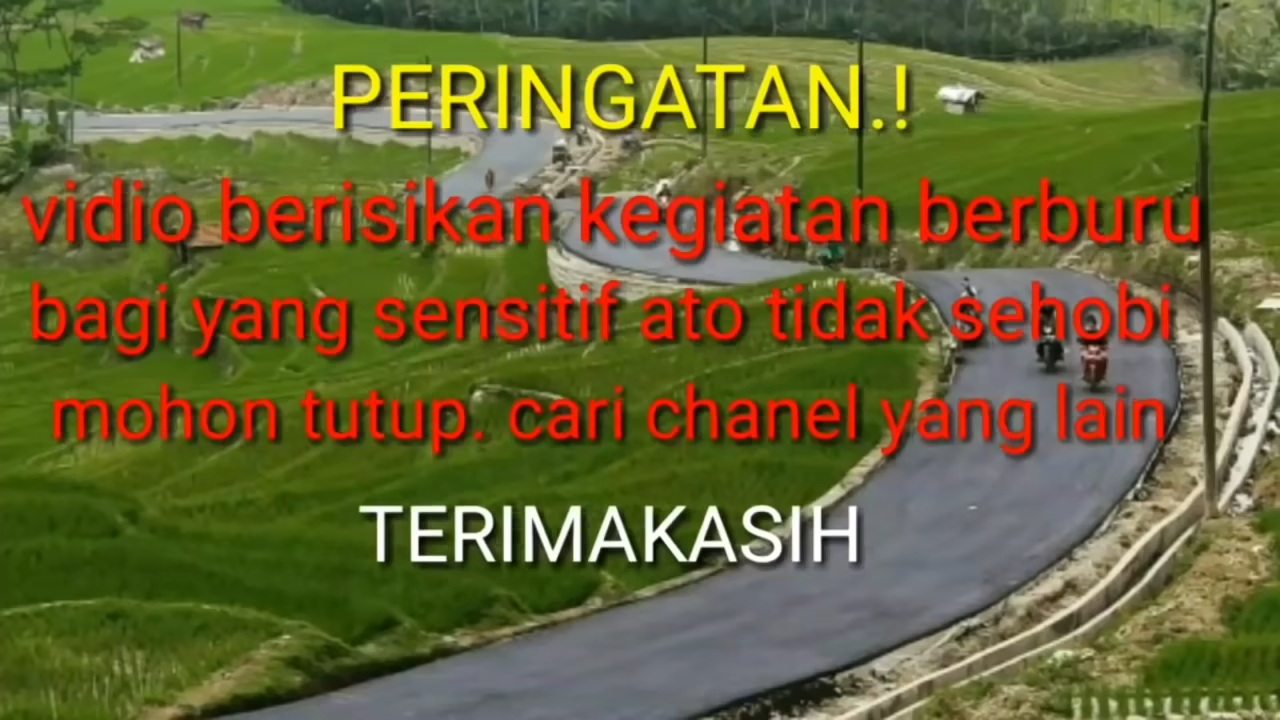 PERINGATAN.!
vidio berisikan kegiatan berburu
bagi yang sensitif ato tidak sehobi
mohon tutup. cari chanel yang lain
TERIMAKASIH